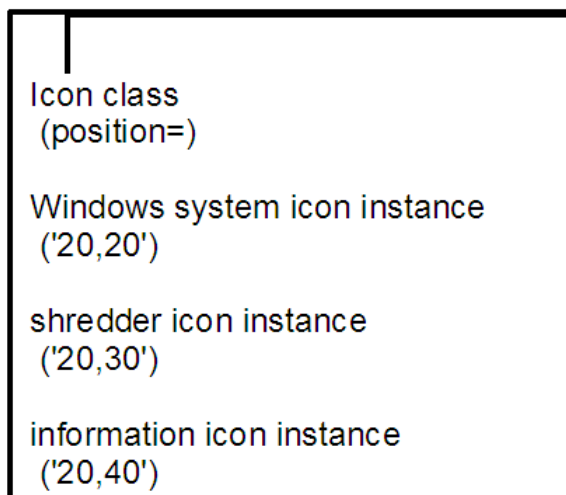 Icon class
(position=)
Windows system icon instance
('20,20')
shredder icon instance
('20,30')
information icon instance
('20,40')